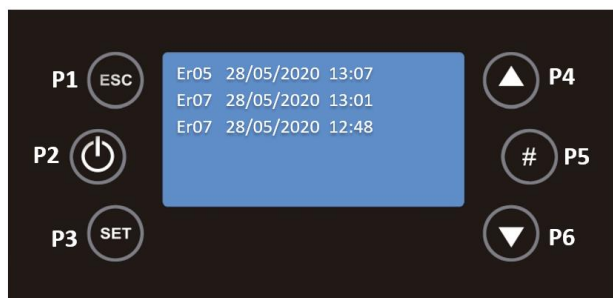 P1 ESC
P2
P3 SET
Er05 28/05/2020 13:07
Er07 28/05/2020 13:01
Er07 28/05/2020 12:48
P4
# P5
P6